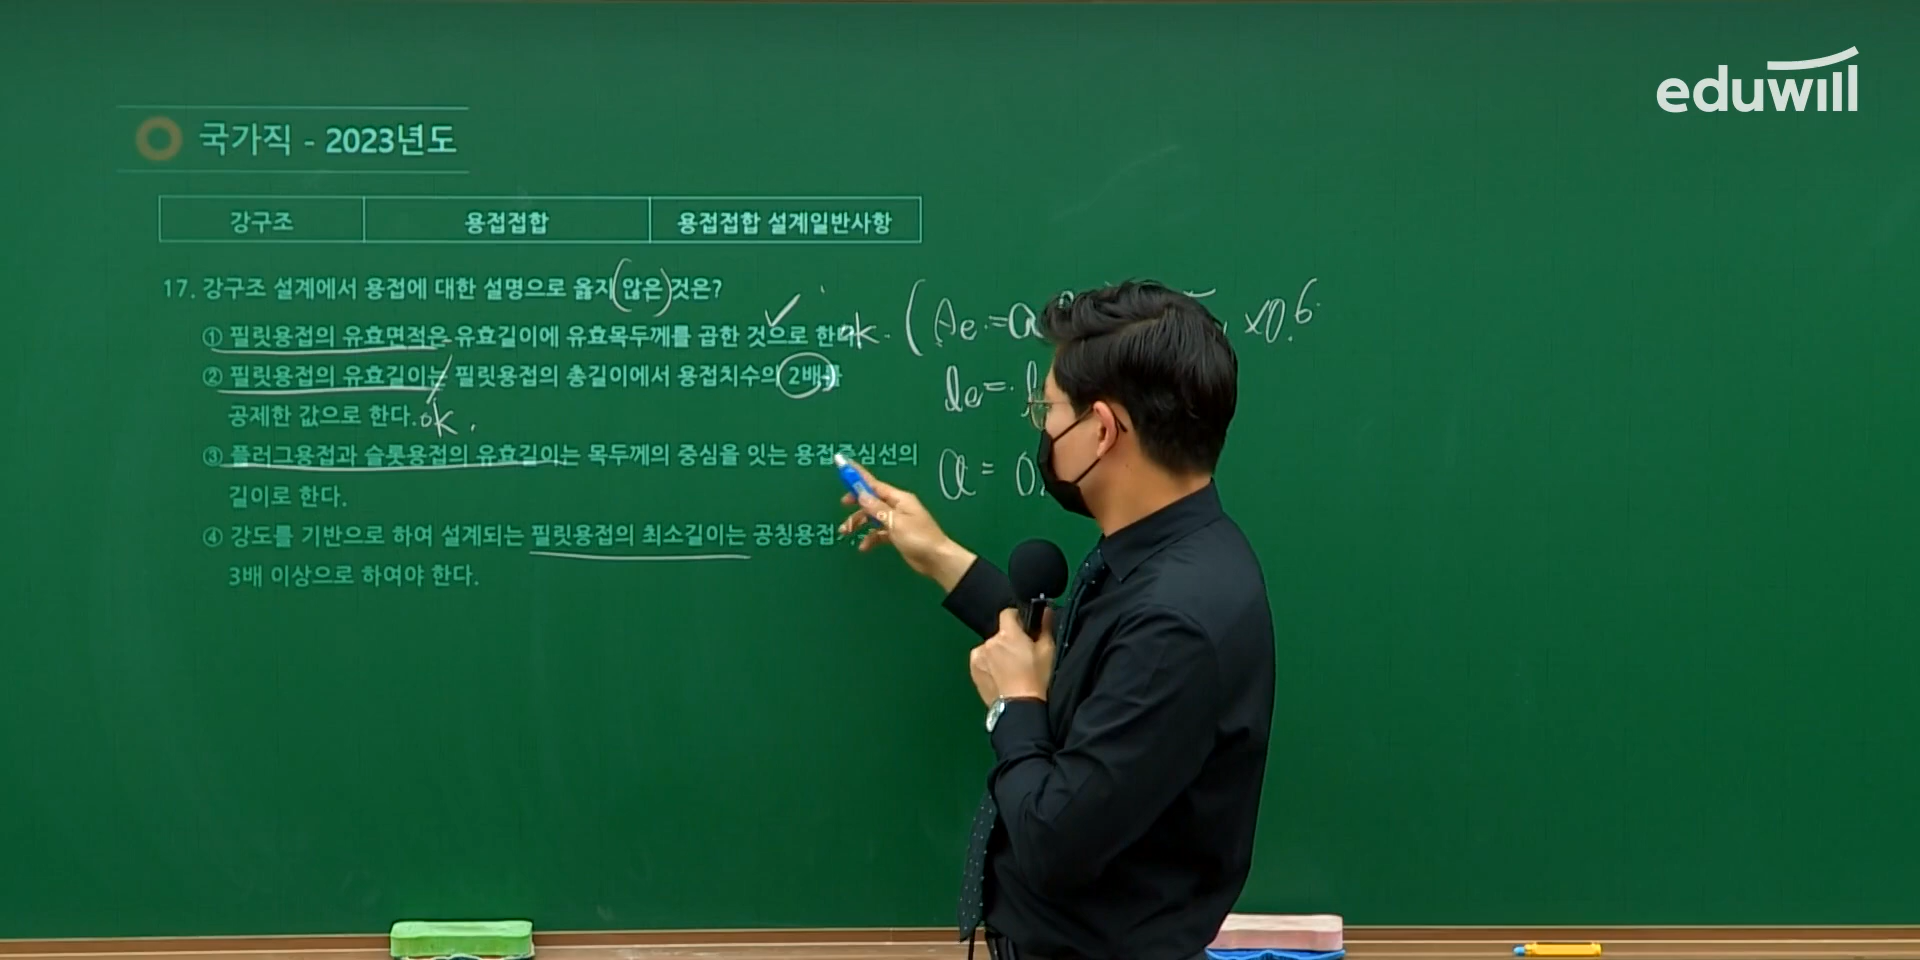 eduwill
국가직 - 2023년도
강구조 용접접합 용접접합 설계일반사항
17. 강구조 설계에서 용접에 대한 설명으로 옳지 않은 것은?
① 필릿용접의 유효면적은 유효길이에 유효목두께를 곱한 것으로 한다 ok.
② 필릿용접의 유효길이는 필릿용접의 총길이에서 용접치수의 2배를
공제한 값으로 한다. ok.
③ 플러그용접과 슬롯용접의 유효길이는 목두께의 중심을 잇는 용접중심선의
길이로 한다.
④ 강도를 기반으로 하여 설계되는 필릿용접의 최소길이는 공칭용접
3배 이상으로 하여야 한다.
(Ae = a ×0.6
le =
a = 0.